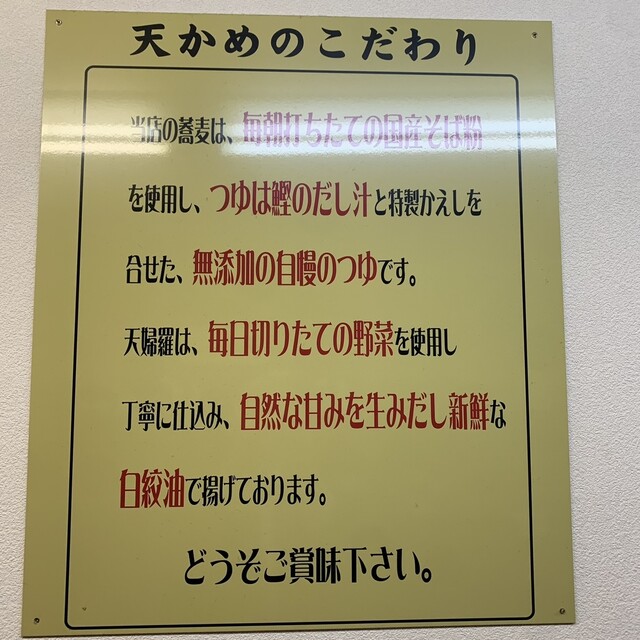 天かめのこだわり
当店の蕎麦は、毎朝打ちたての国産そば粉
を使用し、つゆは鰹のだし汁と特製かえしを
合せた、無添加の自慢のつゆです。
天婦羅は、毎日切りたての野菜を使用し
丁寧に仕込み、自然な甘みを生みだし新鮮な
白絞油で揚げております。
どうぞご賞味下さい。